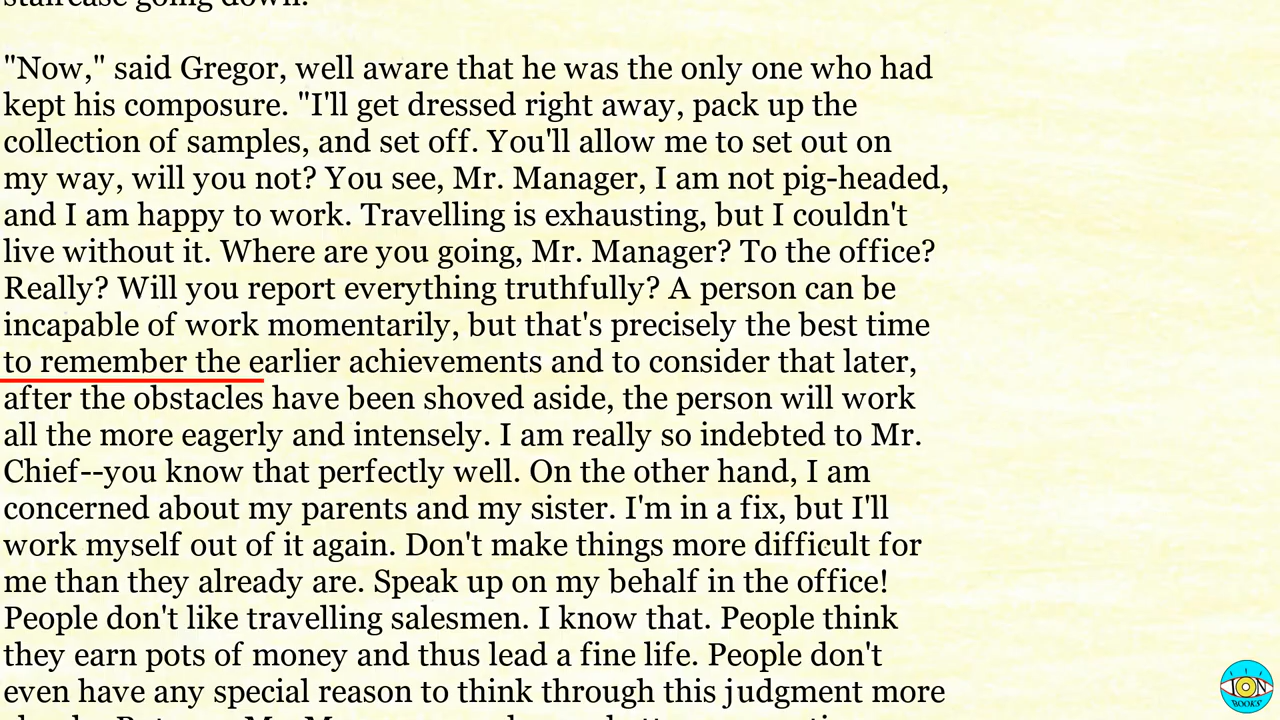 staircase going down.
"Now," said Gregor, well aware that he was the only one who had
kept his composure. "I'll get dressed right away, pack up the
collection of samples, and set off. You'll allow me to set out on
my way, will you not? You see, Mr. Manager, I am not pig-headed,
and I am happy to work. Travelling is exhausting, but I couldn't
live without it. Where are you going, Mr. Manager? To the office?
Really? Will you report everything truthfully? A person can be
incapable of work momentarily, but that's precisely the best time
to remember the earlier achievements and to consider that later,
after the obstacles have been shoved aside, the person will work
all the more eagerly and intensely. I am really so indebted to Mr.
Chief--you know that perfectly well. On the other hand, I am
concerned about my parents and my sister. I'm in a fix, but I'll
work myself out of it again. Don't make things more difficult for
me than they already are. Speak up on my behalf in the office!
People don't like travelling salesmen. I know that. People think
they earn pots of money and thus lead a fine life. People don't
even have any special reason to think through this judgment more
ION
BOOKS